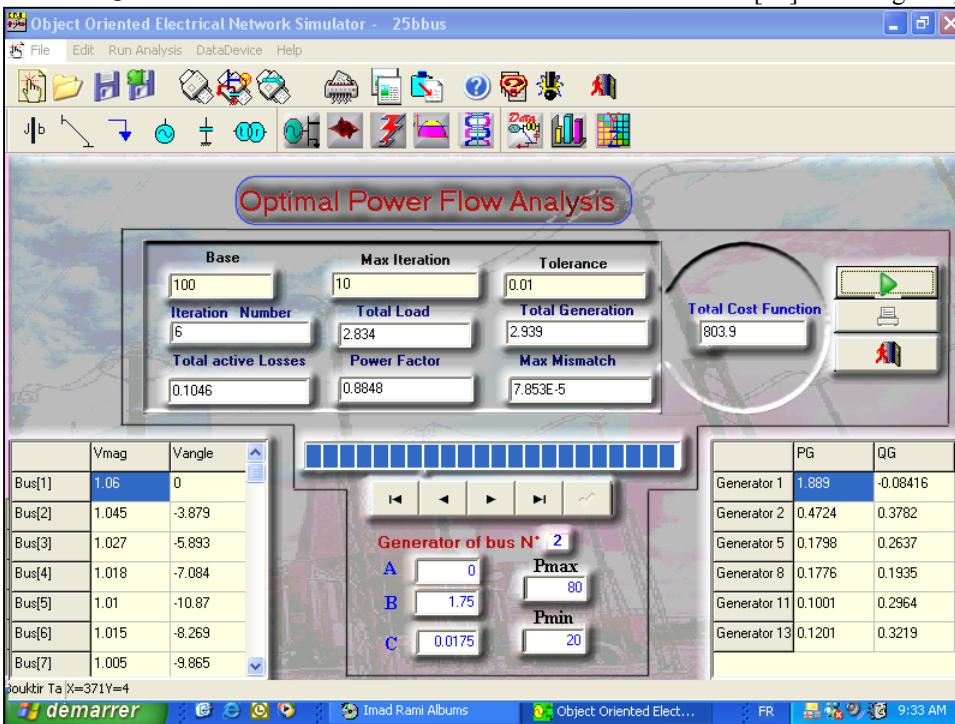 Object Oriented Electrical Network Simulator - 25bbus
File Edit Run Analysis DataDevice Help
Data
Optimal Power Flow Analysis
Base Max Iteration Tolerance
100 10 0.01
Iteration Number Total Load Total Generation Total Cost Function
6 2.834 2.939 803.9
Total active Losses Power Factor Max Mismatch
0.1046 0.8848 7.853E-5
Vmag Vangle
Bus[1] 1.06 0
Bus[2] 1.045 -3.879
Bus[3] 1.027 -5.893
Bus[4] 1.018 -7.084
Bus[5] 1.01 -10.87
Bus[6] 1.015 -8.269
Bus[7] 1.005 -9.865
Generator of bus N° 2
A 0 Pmax
80
B 1.75
Pmin
C 0.0175 20
PG QG
Generator 1 1.889 -0.08416
Generator 2 0.4724 0.3782
Generator 5 0.1798 0.2637
Generator 8 0.1776 0.1935
Generator 11 0.1001 0.2964
Generator 13 0.1201 0.3219
Bouktir Ta X=371Y=4
démarrer Imad Rami Albums Object Oriented Elect... FR 9:33 AM